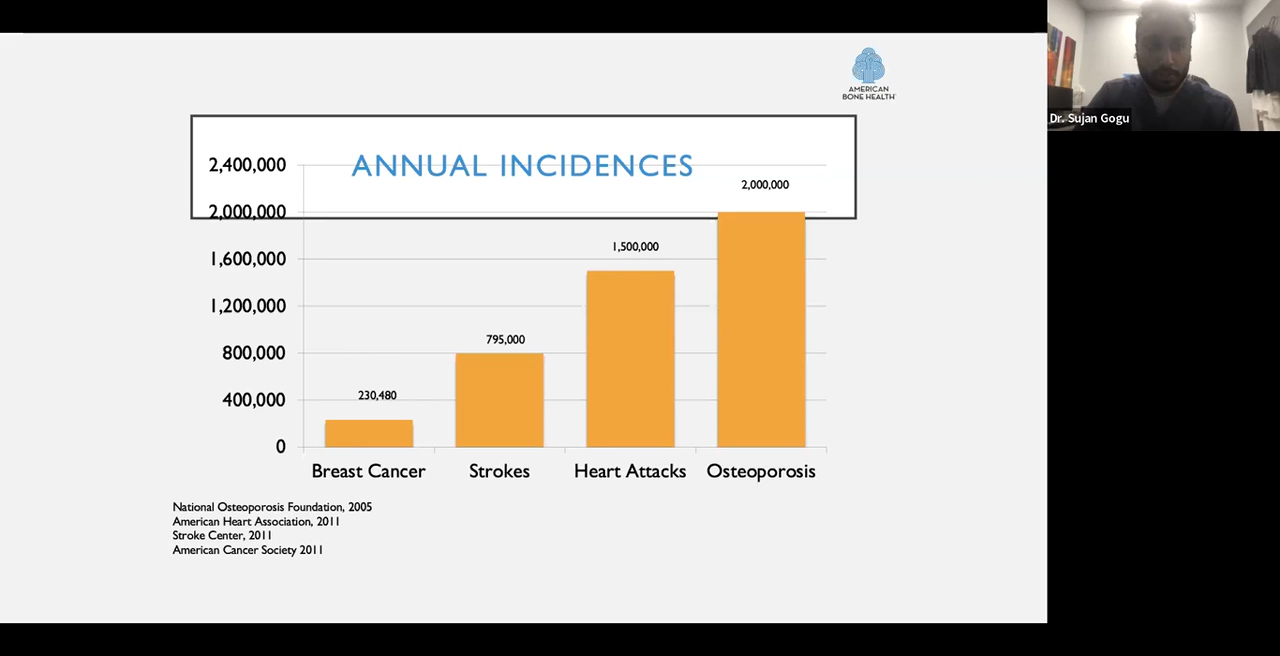 AMERICAN
BONE HEALTH
Dr. Sujan Gogu
ANNUAL INCIDENCES
2,400,000
2,000,000
1,600,000
1,200,000
800,000
400,000
0
230,480
795,000
1,500,000
2,000,000
Breast Cancer
Strokes
Heart Attacks
Osteoporosis
National Osteoporosis Foundation, 2005
American Heart Association, 2011
Stroke Center, 2011
American Cancer Society 2011